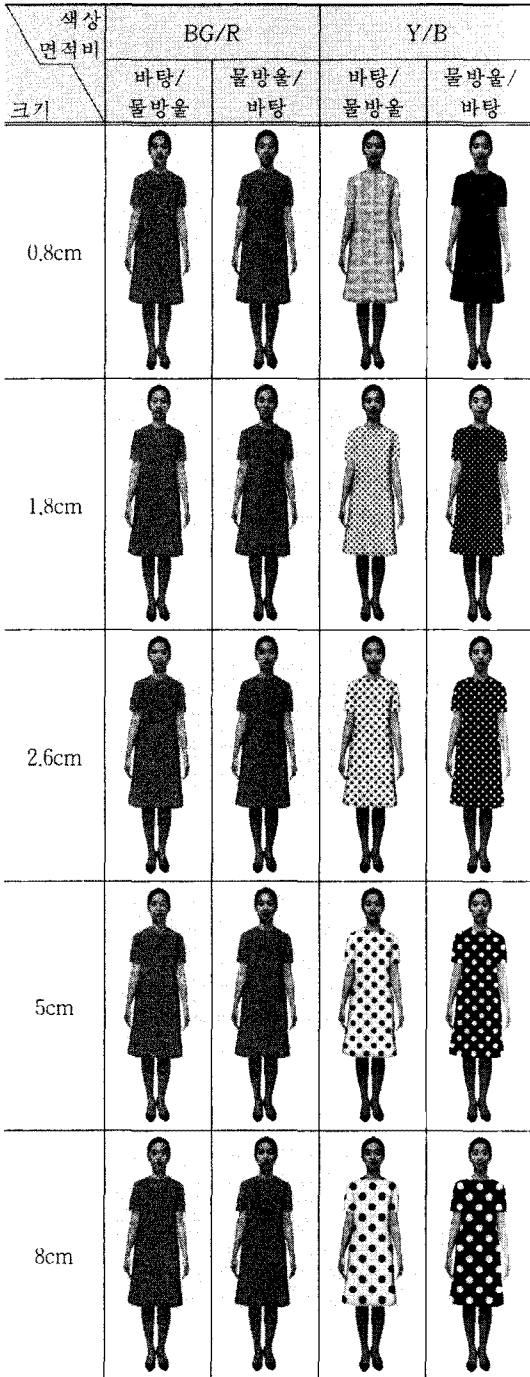 색상
면적비
크기
BG/R
Y/B
바탕/
물방울
물방울/
바탕
바탕/
물방울
물방울/
바탕
0.8cm
1.8cm
2.6cm
5cm
8cm